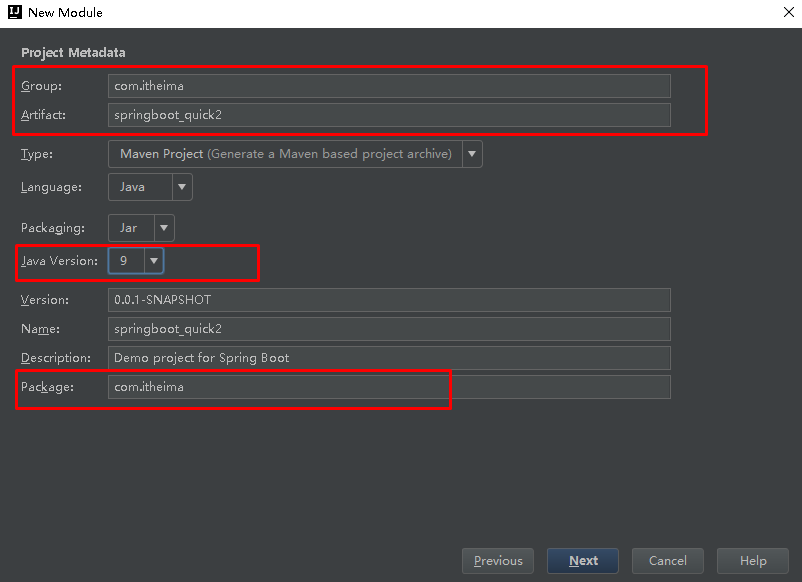 IJ New Module
Project Metadata
Group: com.itheima
Artifact: springboot_quick2
Type: Maven Project (Generate a Maven based project archive)
Language: Java
Packaging: Jar
Java Version: 9
Version: 0.0.1-SNAPSHOT
Name: springboot_quick2
Description: Demo project for Spring Boot
Package: com.itheima
Previous Next Cancel Help